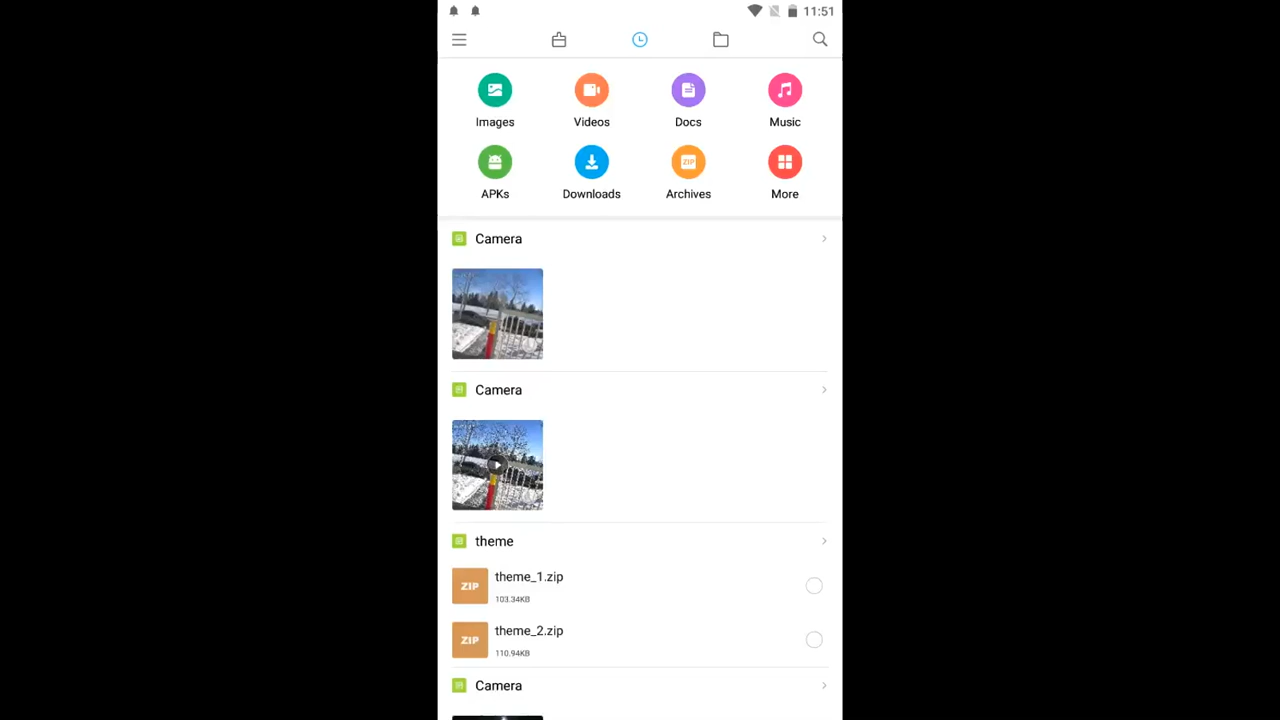 11:51
Images Videos Docs Music
ZIP
APKs Downloads Archives More
Camera
Camera
theme
ZIP theme_1.zip
103.34KB
ZIP theme_2.zip
110.94KB
Camera